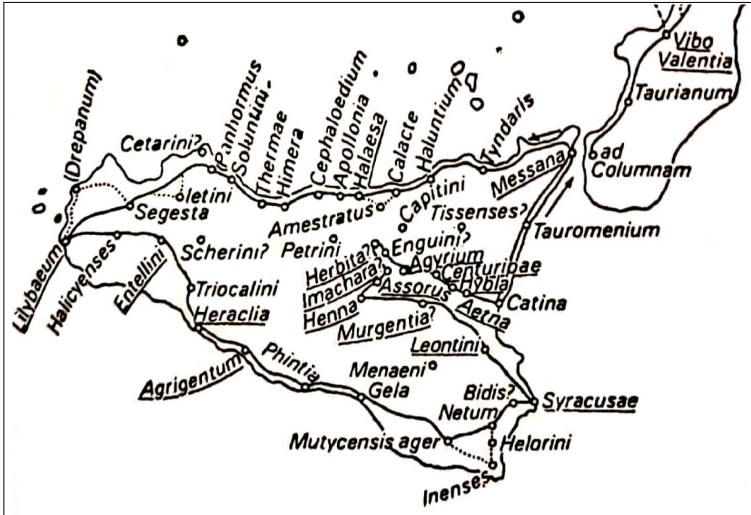 Vibo
Valentia
Taurianum
ad
Columnam
(Drepanum)
Cetarini?
Panhormus
Soluntini
Thermae
Himera
Cephaloedium
Apollonia
Halaesa
Calacte
Haluntium
Tyndaris
Messana
Ietini
Segesta
Amestratus
Capitini
Tissenses?
Tauromenium
Lilybaeum
Halicyenses
Entellini
Scherini?
Petrini
Herbita?
Enguini?
Agyrium
Centuripae
Imachara?
Assorus
Hybla
Triocalini
Henna
Aetna
Catina
Heraclia
Murgentia?
Leontini
Agrigentum
Phintia
Menaeni
Gela
Bidis?
Syracusae
Netum
Mutycensis ager
Helorini
Inenses